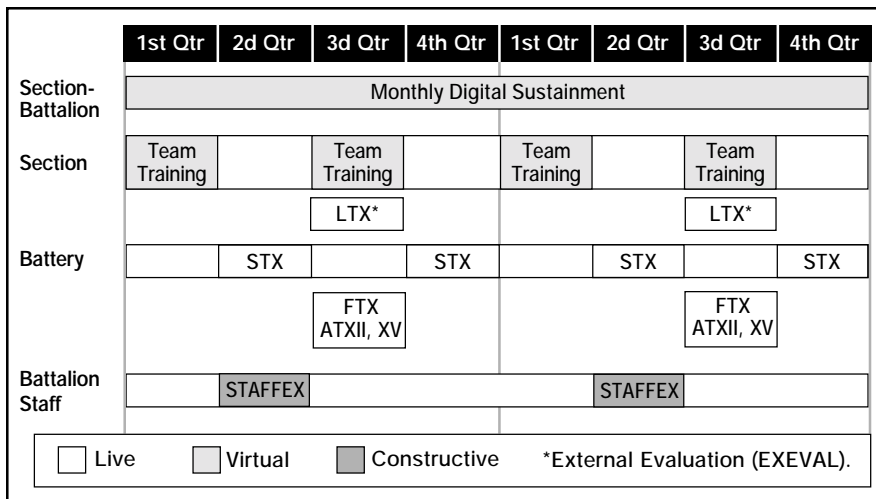 1st Qtr 2d Qtr 3d Qtr 4th Qtr 1st Qtr 2d Qtr 3d Qtr 4th Qtr
Section-
Battalion
Monthly Digital Sustainment
Section
Team
Training
Team
Training
Team
Training
Team
Training
LTX*
LTX*
Battery
STX
STX
STX
STX
FTX
ATXII, XV
FTX
ATXII, XV
Battalion
Staff
STAFFEX
STAFFEX
Live Virtual Constructive *External Evaluation (EXEVAL).